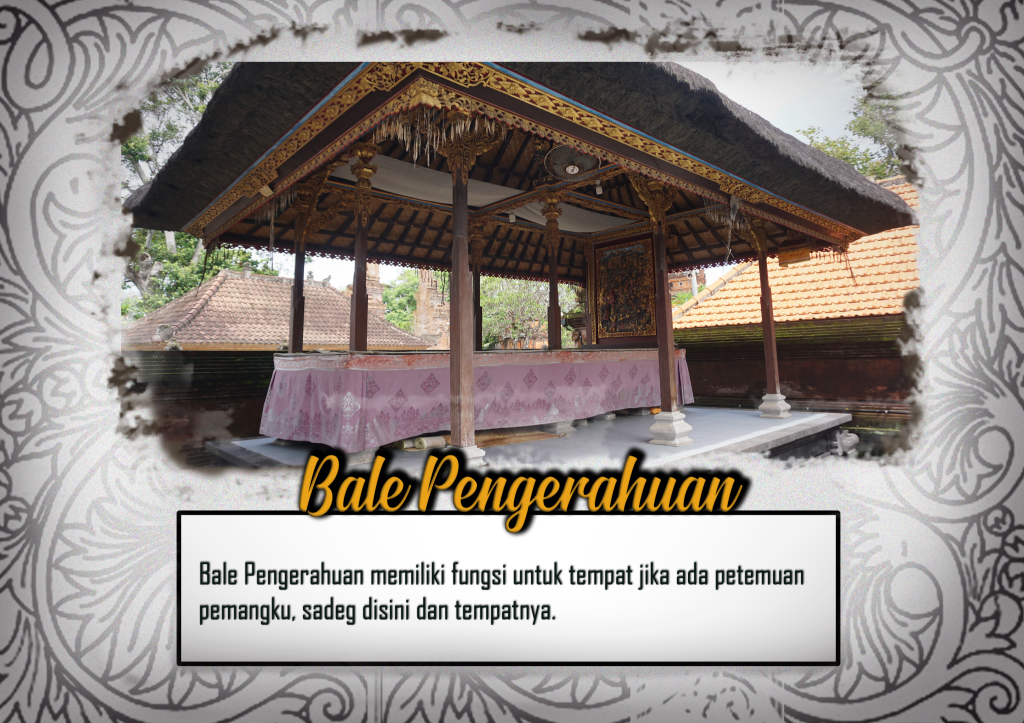 Bale Pengerahuan
Bale Pengerahuan memiliki fungsi untuk tempat jika ada petemuan
pemangku, sadeg disini dan tempatnya.